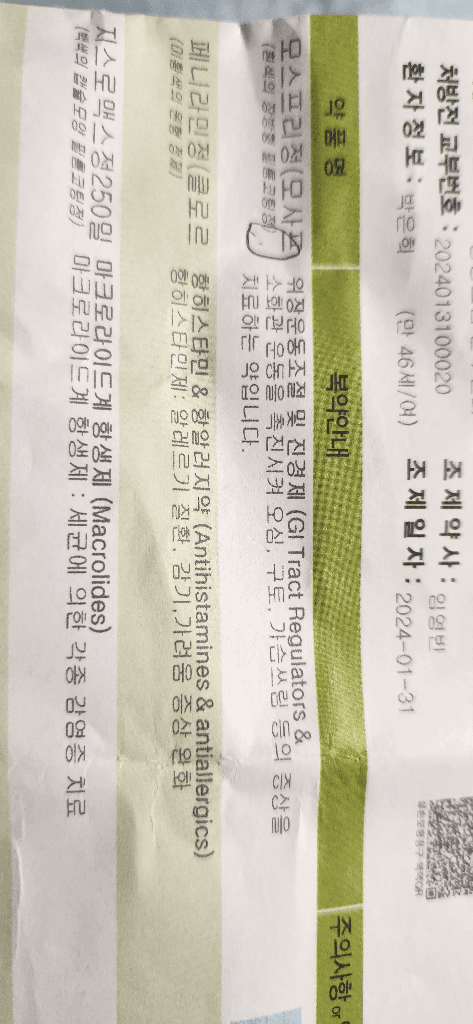 처방전 교부번호 : 2024013100020 조 제 약 사 : 임영빈
환 자 정 보 : 박은희 (만 46세/여) 조 제 일 자 : 2024-01-31
약 품 명 복약안내 주의사항 or
모스프리정(모사프 위장운동조절 및 진경제 (GI Tract Regulators &
(흰색의 장방형 필름코팅정) 소화관 운동을 촉진시켜 오심, 구토, 가슴쓰림 등의 증상을
치료하는 약입니다.
페니라민정(클로르 항히스타민 & 항알러지약 (Antihistamines & antiallergics)
(미황색의 원형 정제) 항히스타민제: 알레르기 질환, 감기,가려움 증상 완화
지스로맥스정250밀 마크로라이드계 항생제 (Macrolides)
(흰색의 캡슐모양 필름코팅정) 마크로라이드계 항생제 : 세균에 의한 각종 감염증 치료